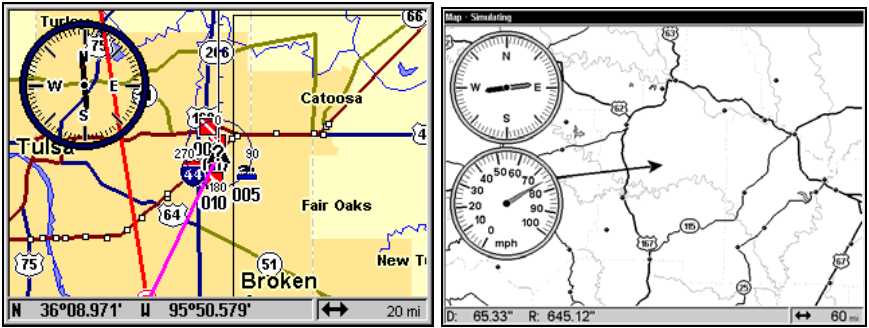 Turley
75
66
N
206
W E
S
Catoosa
Tulsa
270 90
44
180
010 005
64
Fair Oaks
75
51
New T
Broken
N 36°08.971' W 95°50.579' 20 mi
Map - Simulating
63
N
W E
S
62
40 50 60 70
30 80
20 90
10 100
0
mph
115
167
67
25
D: 65.33" R: 645.12" 60 mi